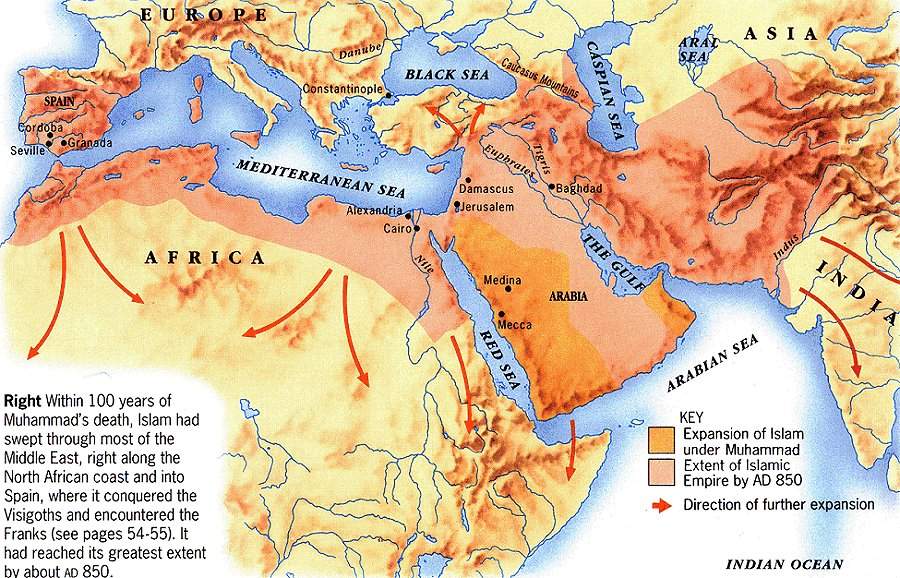 EUROPE
ASIA
Danube
BLACK SEA
Caucasus Mountains
CASPIAN SEA
ARAL
SEA
Constantinople
SPAIN
Cordoba
Seville
Granada
MEDITERRANEAN SEA
Euphrates
Tigris
Damascus
Baghdad
Jerusalem
Alexandria
Cairo
AFRICA
Nile
THE GULF
Indus
INDIA
Medina
ARABIA
Mecca
RED SEA
ARABIAN SEA
Right Within 100 years of
Muhammad's death, Islam had
swept through most of the
Middle East, right along the
North African coast and into
Spain, where it conquered the
Visigoths and encountered the
Franks (see pages 54-55). It
had reached its greatest extent
by about AD 850.
KEY
Expansion of Islam
under Muhammad
Extent of Islamic
Empire by AD 850
Direction of further expansion
INDIAN OCEAN